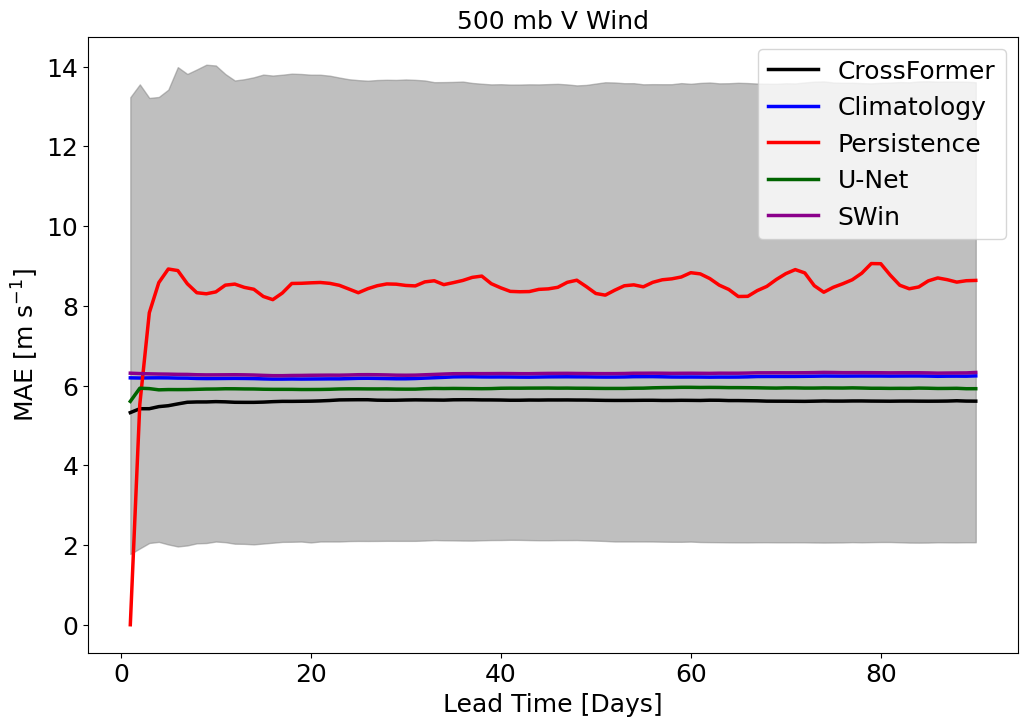 500 mb V Wind
MAE [m s⁻¹]
14
12
10
8
6
4
2
0
CrossFormer
Climatology
Persistence
U-Net
SWin
0 20 40 60 80
Lead Time [Days]